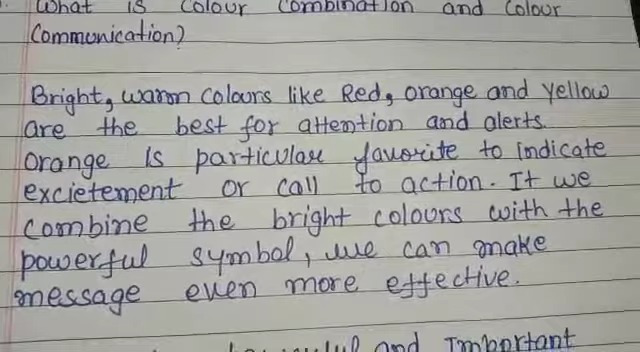 What is Colour Combination and Colour
Communication?
Bright, warm colours like Red, orange and yellow
are the best for attention and alerts.
Orange is particular favorite to indicate
excietement or call to action. It we
combine the bright colours with the
powerful symbol, we can make
message even more effective.
and Important